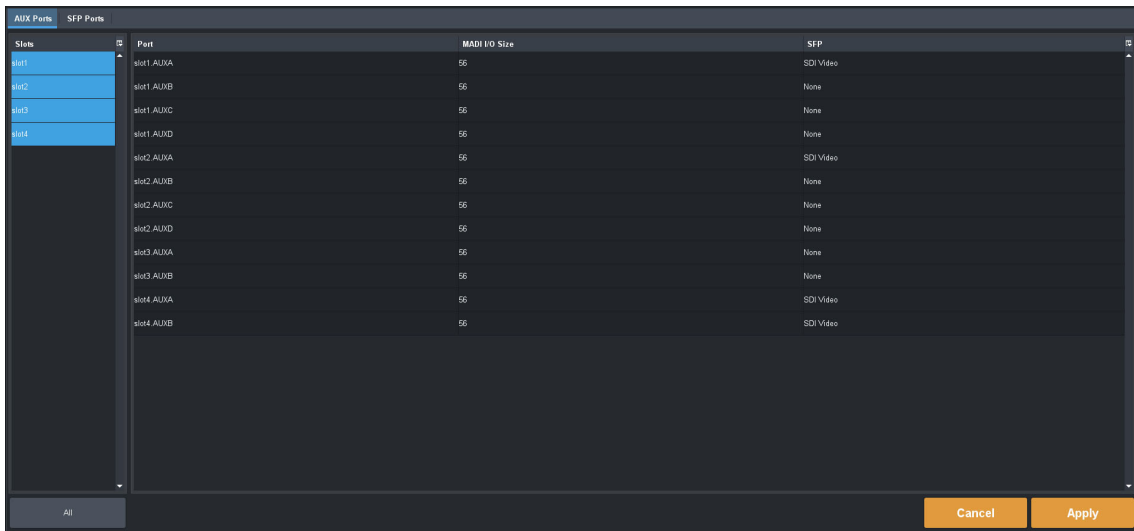 AUX Ports SFP Ports
Slots Port MADI I/O Size SFP
slot1 slot1.AUXA 56 SDI Video
slot2 slot1.AUXB 56 None
slot3 slot1.AUXC 56 None
slot4 slot1.AUXD 56 None
slot2.AUXA 56 SDI Video
slot2.AUXB 56 None
slot2.AUXC 56 None
slot2.AUXD 56 None
slot3.AUXA 56 None
slot3.AUXB 56 None
slot4.AUXA 56 SDI Video
slot4.AUXB 56 SDI Video
All Cancel Apply